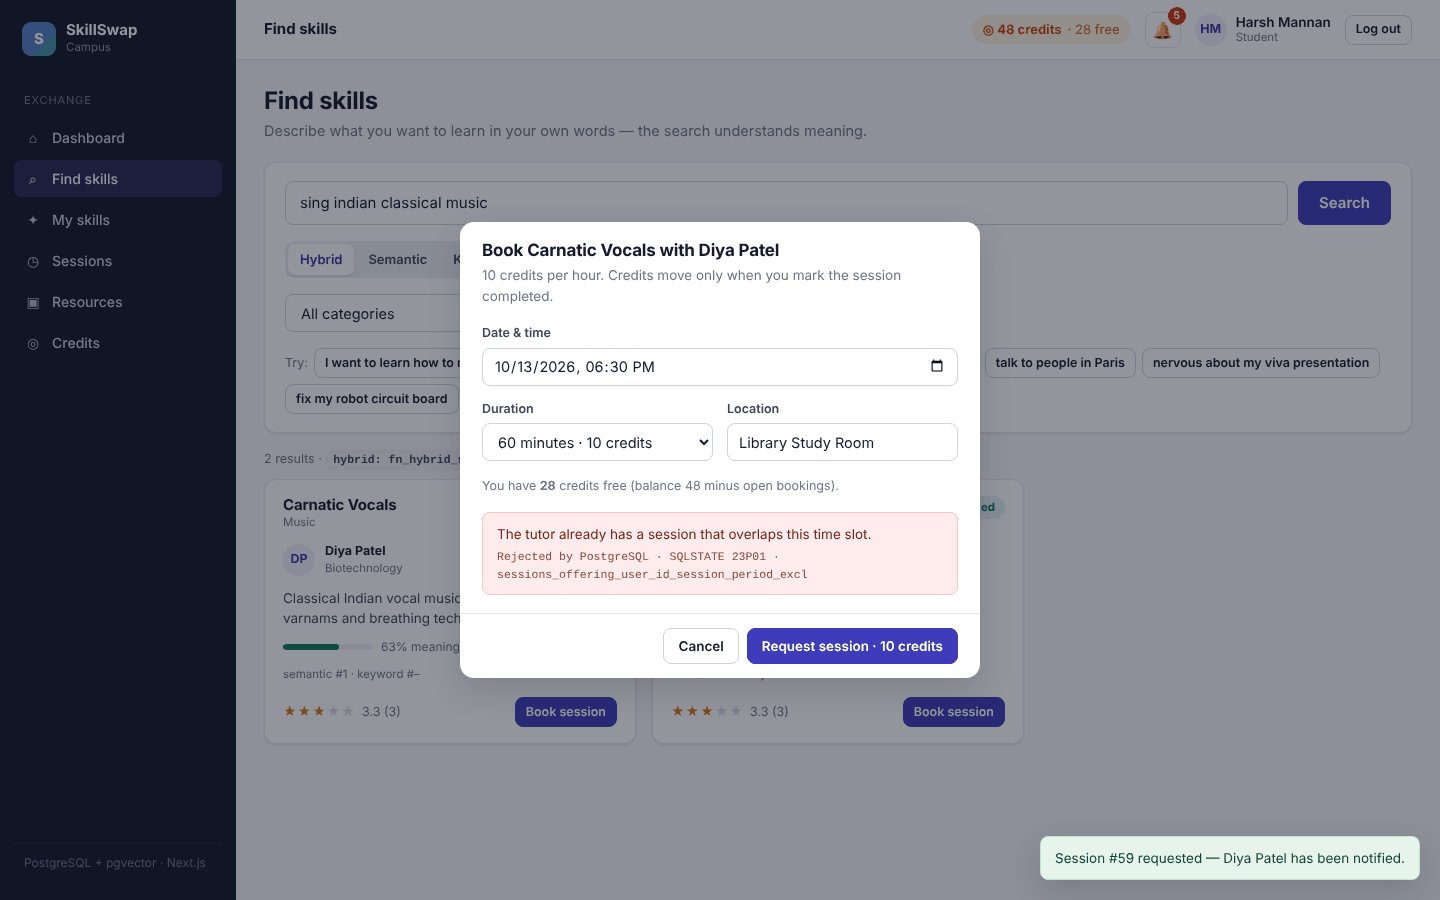 S
SkillSwap
Campus
EXCHANGE
Dashboard
Find skills
My skills
Sessions
Resources
Credits
PostgreSQL + pgvector · Next.js
Find skills
48 credits · 28 free
5
HM
Harsh Mannan
Student
Log out
Find skills
Describe what you want to learn in your own words — the search understands meaning.
sing indian classical music
Search
Hybrid
Semantic
K
All categories
Try:
I want to learn how to
talk to people in Paris
nervous about my viva presentation
fix my robot circuit board
2 results ·
hybrid: fn_hybrid_s
Carnatic Vocals
Music
DP
Diya Patel
Biotechnology
Classical Indian vocal music
varnams and breathing tech
63% meaning
semantic #1 · keyword #–
★★★★★ 3.3 (3)
Book session
ed
★★★★★ 3.3 (3)
Book session
Book Carnatic Vocals with Diya Patel
10 credits per hour. Credits move only when you mark the session
completed.
Date & time
10/13/2026, 06:30 PM
Duration
Location
60 minutes · 10 credits
Library Study Room
You have 28 credits free (balance 48 minus open bookings).
The tutor already has a session that overlaps this time slot.
Rejected by PostgreSQL · SQLSTATE 23P01 ·
sessions_offering_user_id_session_period_excl
Cancel
Request session · 10 credits
Session #59 requested — Diya Patel has been notified.